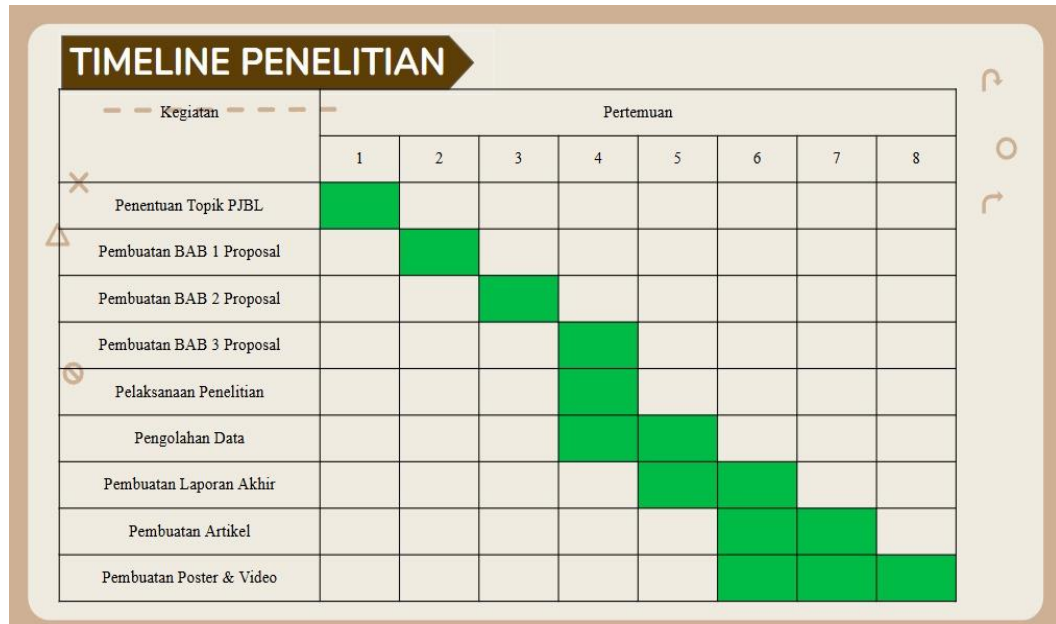 TIMELINE PENELITIAN
Kegiatan Pertemuan
1 2 3 4 5 6 7 8
Penentuan Topik PJBL
Pembuatan BAB 1 Proposal
Pembuatan BAB 2 Proposal
Pembuatan BAB 3 Proposal
Pelaksanaan Penelitian
Pengolahan Data
Pembuatan Laporan Akhir
Pembuatan Artikel
Pembuatan Poster & Video